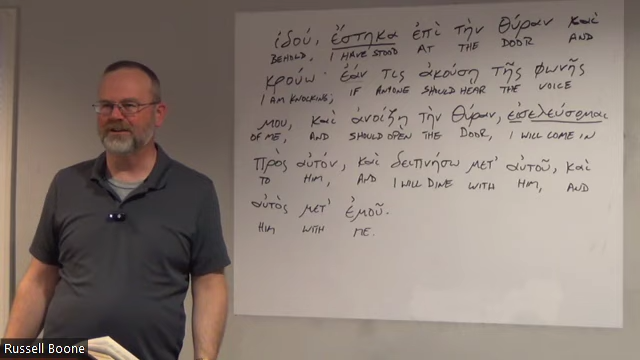 ἰδού, ἕστηκα ἐπὶ τὴν θύραν καὶ
BEHOLD, I HAVE STOOD AT THE DOOR AND
κρούω· ἐάν τις ἀκούσῃ τῆς φωνῆς
I AM KNOCKING; IF ANYONE SHOULD HEAR THE VOICE
μου, καὶ ἀνοίξῃ τὴν θύραν, εἰσελεύσομαι
OF ME, AND SHOULD OPEN THE DOOR, I WILL COME IN
πρὸς αὐτόν, καὶ δειπνήσω μετ' αὐτοῦ, καὶ
TO HIM, AND I WILL DINE WITH HIM, AND
αὐτὸς μετ' ἐμοῦ.
HIM WITH ME.
Russell Boone